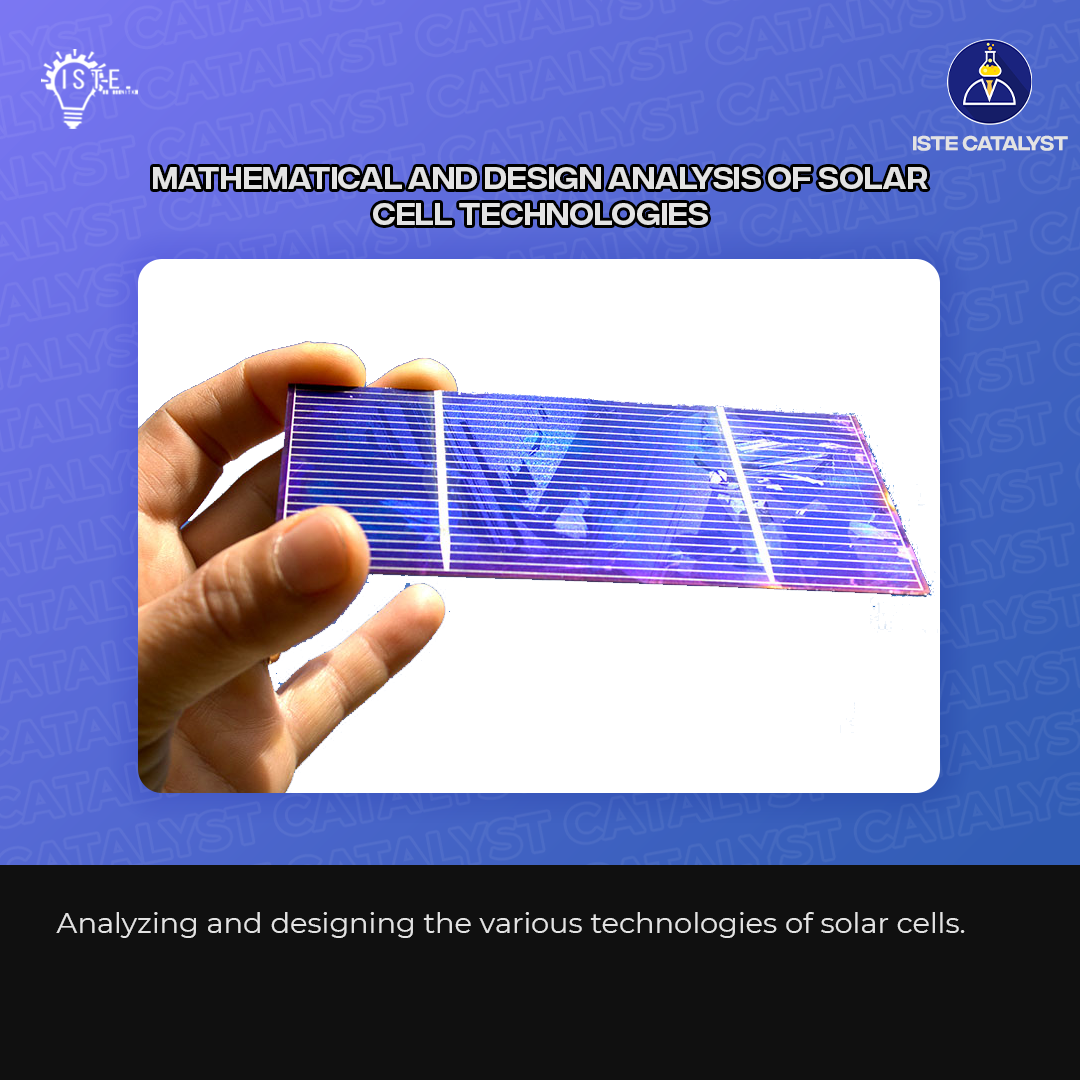 ISTE
ISTE CATALYST
MATHEMATICAL AND DESIGN ANALYSIS OF SOLAR
CELL TECHNOLOGIES
Analyzing and designing the various technologies of solar cells.